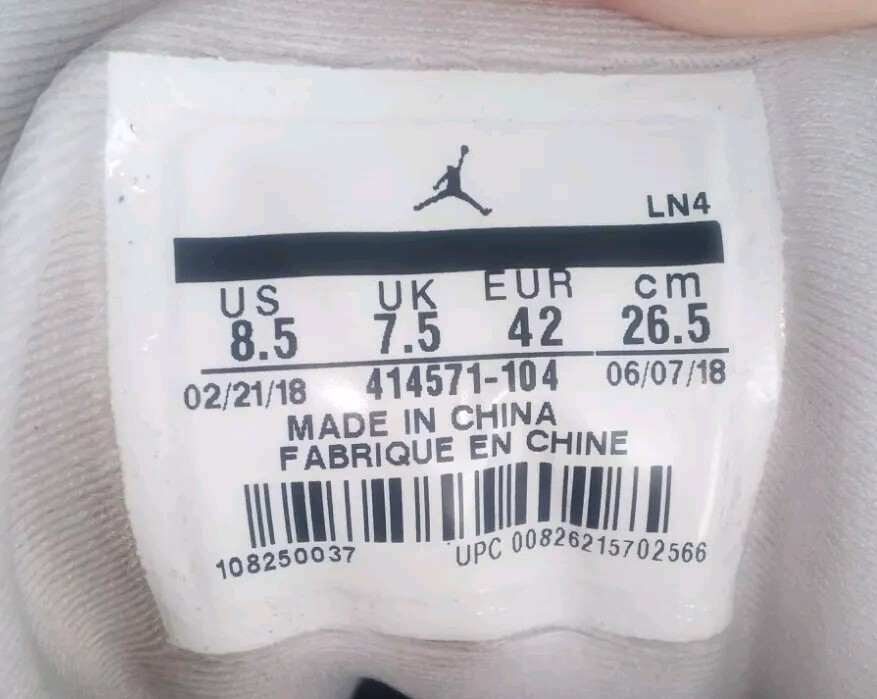 LN4
US UK EUR cm
8.5 7.5 42 26.5
02/21/18 414571-104 06/07/18
MADE IN CHINA
FABRIQUE EN CHINE
108250037 UPC 00826215702566